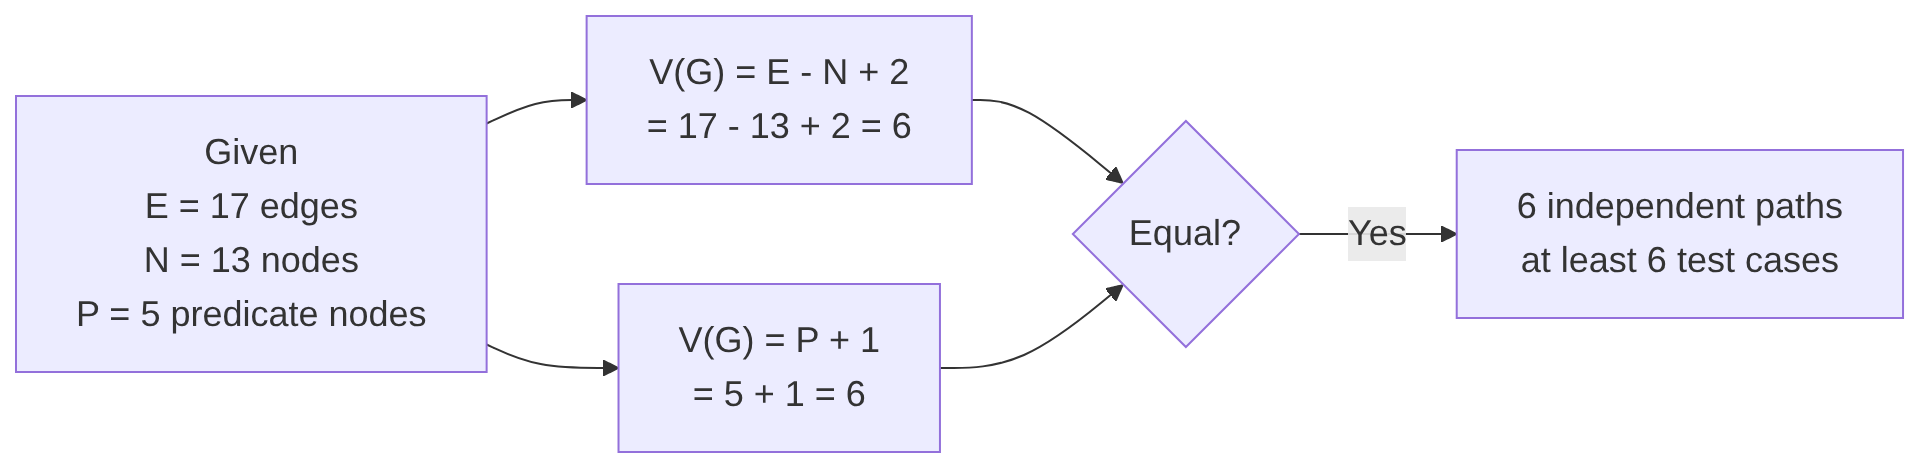 Given
E = 17 edges
N = 13 nodes
P = 5 predicate nodes
V(G) = E - N + 2
= 17 - 13 + 2 = 6
V(G) = P + 1
= 5 + 1 = 6
Equal?
Yes
6 independent paths
at least 6 test cases